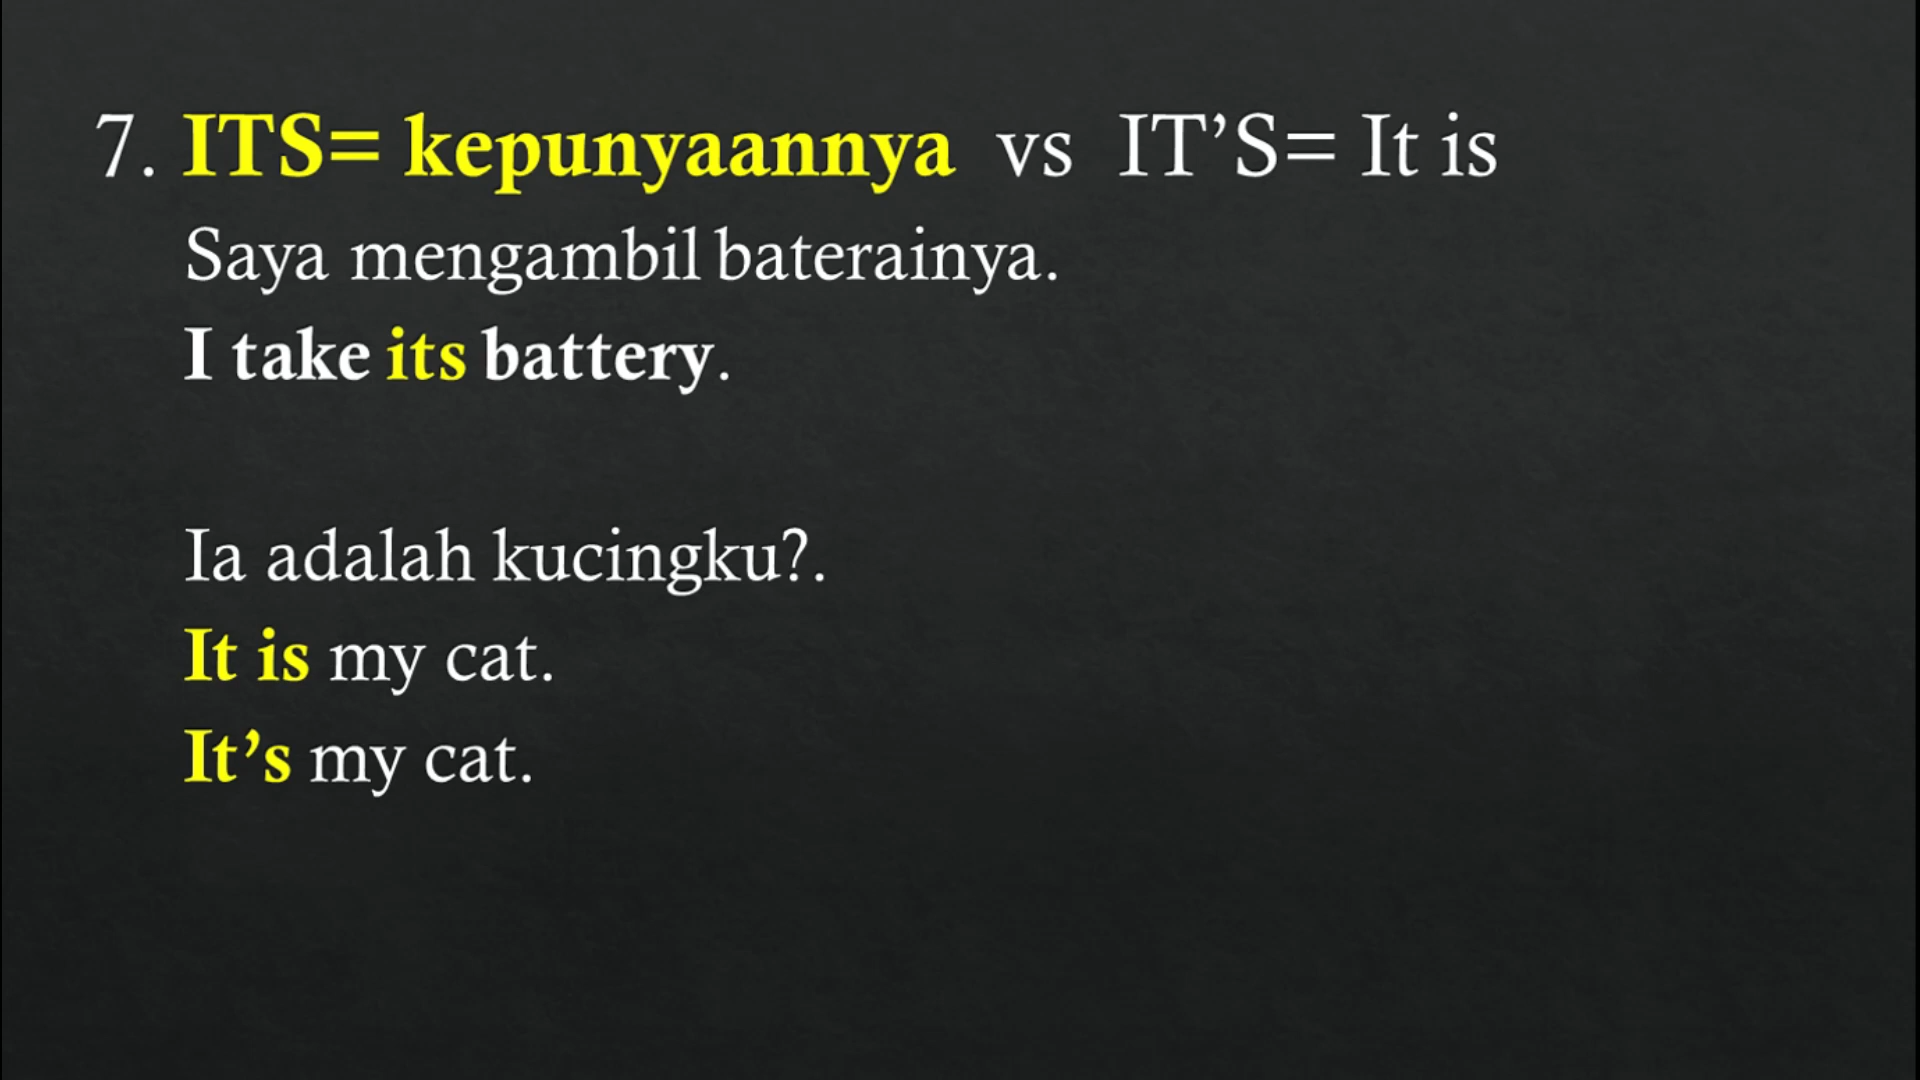 7. ITS= kepunyaannya vs IT’S= It is
Saya mengambil baterainya.
I take its battery.
Ia adalah kucingku?.
It is my cat.
It’s my cat.